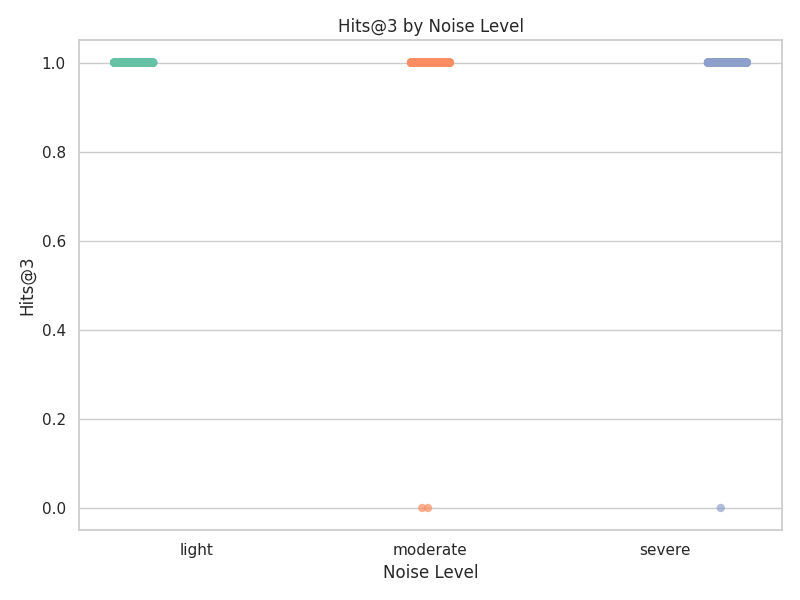 Hits@3 by Noise Level
1.0
0.8
0.6
0.4
0.2
0.0
Hits@3
light
moderate
severe
Noise Level